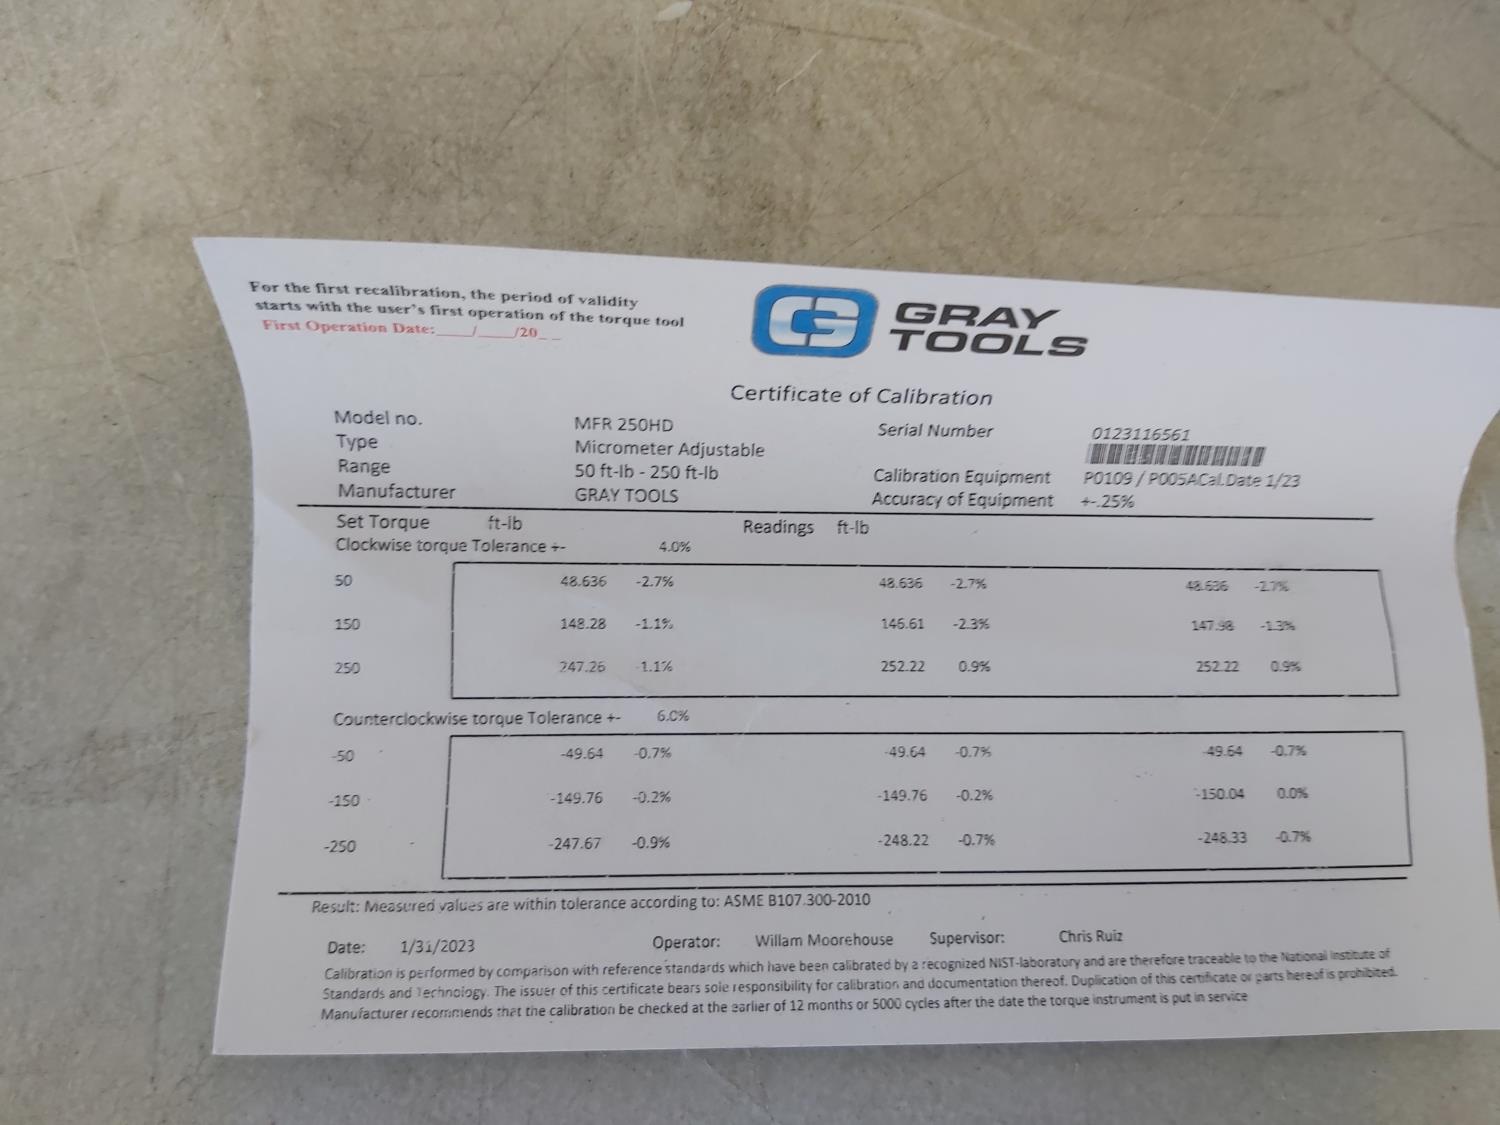 For the first recalibration, the period of validity
starts with the user's first operation of the torque tool
First Operation Date:____/____/20_ _
GRAY
TOOLS
Certificate of Calibration
Model no. MFR 250HD Serial Number 0123116561
Type Micrometer Adjustable
Range 50 ft-lb - 250 ft-lb Calibration Equipment P0109 / P005ACal.Date 1/23
Manufacturer GRAY TOOLS Accuracy of Equipment +-.25%
Set Torque ft-lb Readings ft-lb
Clockwise torque Tolerance +- 4.0%
50 48.636 -2.7% 48.636 -2.7% 48.636 -2.7%
150 148.28 -1.1% 146.61 -2.3% 147.98 -1.3%
250 247.26 -1.1% 252.22 0.9% 252.22 0.9%
Counterclockwise torque Tolerance +- 6.0%
-50 -49.64 -0.7% -49.64 -0.7% -49.64 -0.7%
-150 -149.76 -0.2% -149.76 -0.2% -150.04 0.0%
-250 -247.67 -0.9% -248.22 -0.7% -248.33 -0.7%
Result: Measured values are within tolerance according to: ASME B107.300-2010
Date: 1/31/2023 Operator: Willam Moorehouse Supervisor: Chris Ruiz
Calibration is performed by comparison with reference standards which have been calibrated by a recognized NIST-laboratory and are therefore traceable to the National Institute of
Standards and Technology. The issuer of this certificate bears sole responsibility for calibration and documentation thereof. Duplication of this certificate or parts hereof is prohibited.
Manufacturer recommends that the calibration be checked at the earlier of 12 months or 5000 cycles after the date the torque instrument is put in service